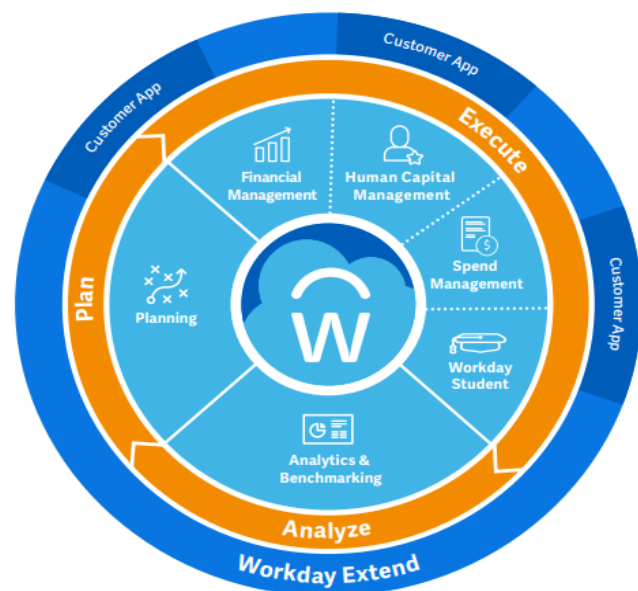 Customer App
Customer App
Customer App
Execute
Plan
Analyze
Workday Extend
Financial
Management
Human Capital
Management
Spend
Management
Workday
Student
Planning
Analytics &
Benchmarking
W
$